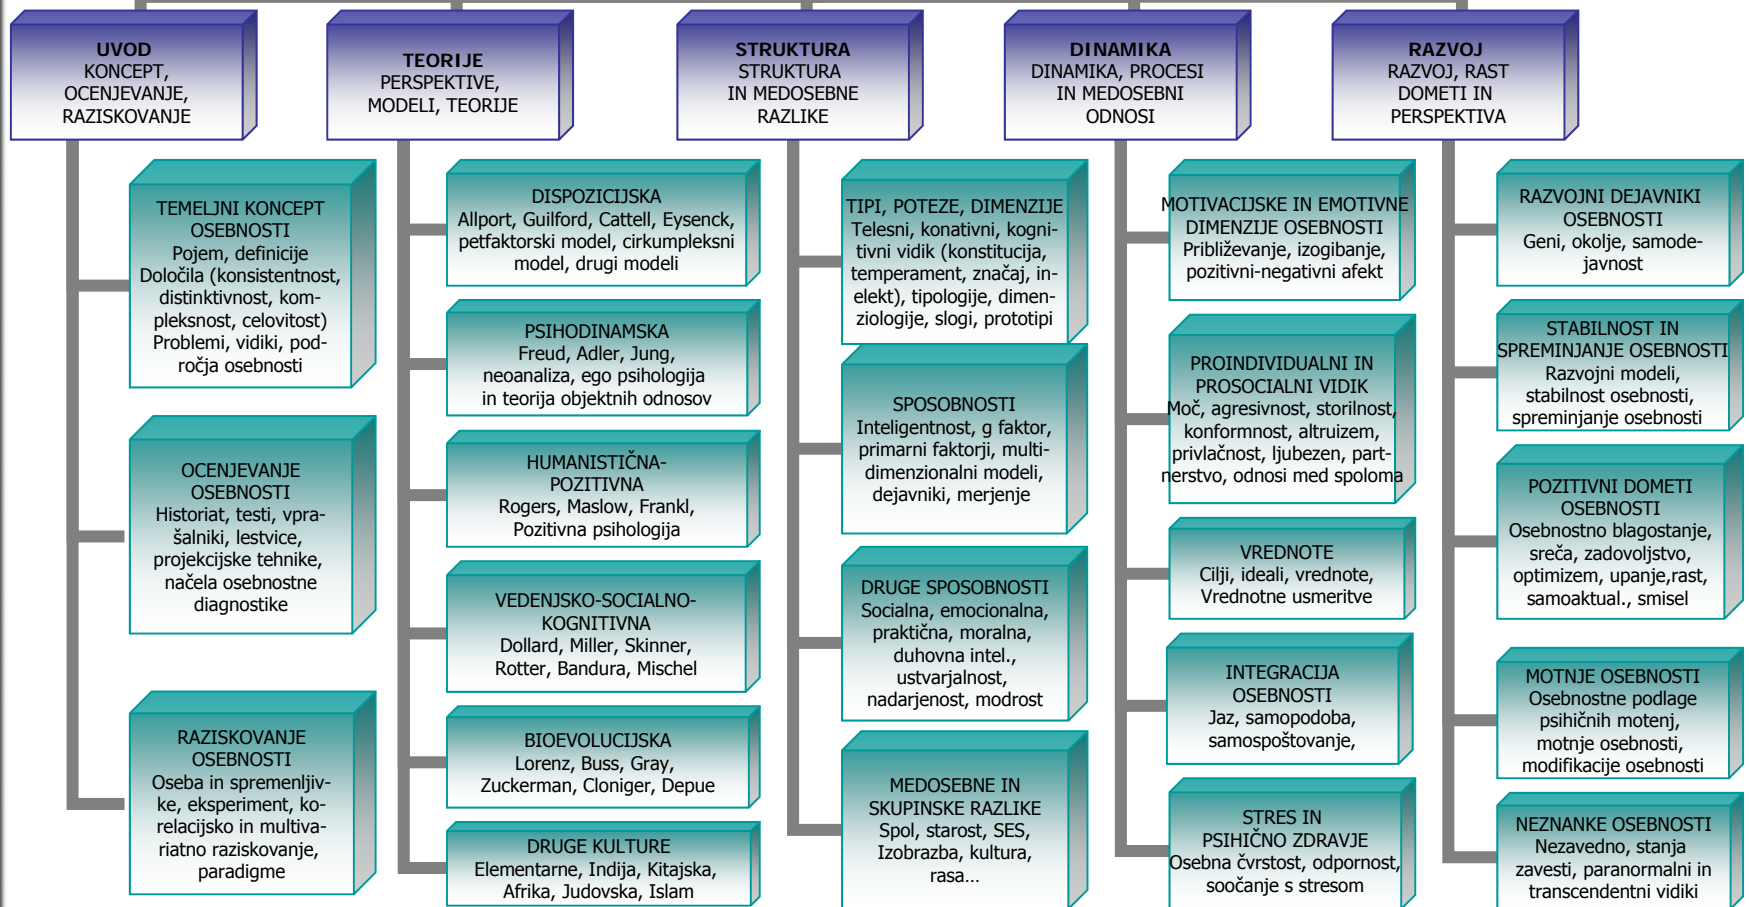 UVOD
KONCEPT,
OCENJEVANJE,
RAZISKOVANJE
TEMELJNI KONCEPT
OSEBNOSTI
Pojem, definicije
Določila (konsistentnost,
distinktivnost, kom-
pleksnost, celovitost)
Problemi, vidiki, pod-
ročja osebnosti
OCENJEVANJE
OSEBNOSTI
Historiat, testi, vpra-
šalniki, lestvice,
projekcijske tehnike,
načela osebnostne
diagnostike
RAZISKOVANJE
OSEBNOSTI
Oseba in spremenljiv-
ke, eksperiment, ko-
relacijsko in multiva-
riatno raziskovanje,
paradigme
TEORIJE
PERSPEKTIVE,
MODELI, TEORIJE
DISPOZICIJSKA
Allport, Guilford, Cattell, Eysenck,
petfaktorski model, cirkumpleksni
model, drugi modeli
PSIHODINAMSKA
Freud, Adler, Jung,
neoanaliza, ego psihologija
in teorija objektnih odnosov
HUMANISTIČNA-
POZITIVNA
Rogers, Maslow, Frankl,
Pozitivna psihologija
VEDENJSKO-SOCIALNO-
KOGNITIVNA
Dollard, Miller, Skinner,
Rotter, Bandura, Mischel
BIOEVOLUCIJSKA
Lorenz, Buss, Gray,
Zuckerman, Cloniger, Depue
DRUGE KULTURE
Elementarne, Indija, Kitajska,
Afrika, Judovska, Islam
STRUKTURA
STRUKTURA
IN MEDOSEBNE
RAZLIKE
TIPI, POTEZE, DIMENZIJE
Telesni, konativni, kogni-
tivni vidik (konstitucija,
temperament, značaj, in-
elekt), tipologije, dimen-
ziologije, slogi, prototipi
SPOSOBNOSTI
Inteligentnost, g faktor,
primarni faktorji, multi-
dimenzionalni modeli,
dejavniki, merjenje
DRUGE SPOSOBNOSTI
Socialna, emocionalna,
praktična, moralna,
duhovna intel.,
ustvarjalnost,
nadarjenost, modrost
MEDOSEBNE IN
SKUPINSKE RAZLIKE
Spol, starost, SES,
Izobrazba, kultura,
rasa…
DINAMIKA
DINAMIKA, PROCESI
IN MEDOSEBNI
ODNOSI
MOTIVACIJSKE IN EMOTIVNE
DIMENZIJE OSEBNOSTI
Približevanje, izogibanje,
pozitivni-negativni afekt
PROINDIVIDUALNI IN
PROSOCIALNI VIDIK
Moč, agresivnost, storilnost,
konformnost, altruizem,
privlačnost, ljubezen, part-
nerstvo, odnosi med spoloma
VREDNOTE
Cilji, ideali, vrednote,
Vrednotne usmeritve
INTEGRACIJA
OSEBNOSTI
Jaz, samopodoba,
samospoštovanje,
STRES IN
PSIHIČNO ZDRAVJE
Osebna čvrstost, odpornost,
soočanje s stresom
RAZVOJ
RAZVOJ, RAST
DOMETI IN
PERSPEKTIVA
RAZVOJNI DEJAVNIKI
OSEBNOSTI
Geni, okolje, samode-
javnost
STABILNOST IN
SPREMINJANJE OSEBNOSTI
Razvojni modeli,
stabilnost osebnosti,
spreminjanje osebnosti
POZITIVNI DOMETI
OSEBNOSTI
Osebnostno blagostanje,
sreča, zadovoljstvo,
optimizem, upanje,rast,
samoaktual., smisel
MOTNJE OSEBNOSTI
Osebnostne podlage
psihičnih motenj,
motnje osebnosti,
modifikacije osebnosti
NEZNANKE OSEBNOSTI
Nezavedno, stanja
zavesti, paranormalni in
transcendentni vidiki